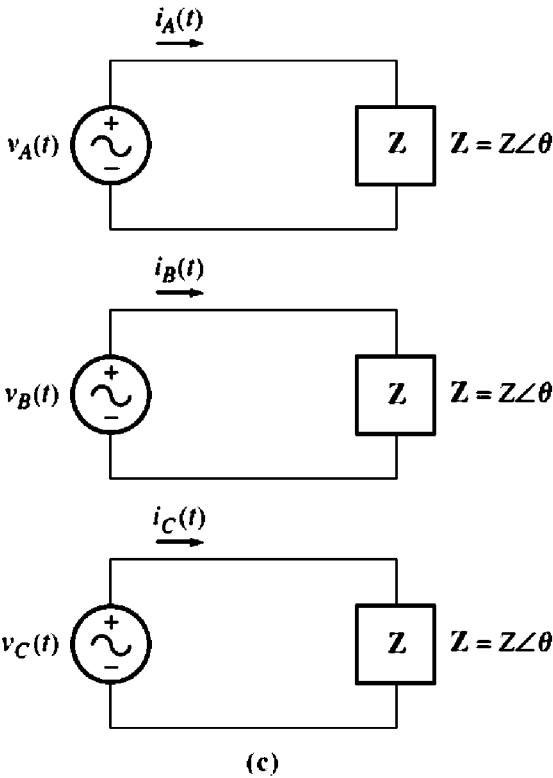 i_A(t)
+
v_A(t)
−
Z
Z = Z∠θ
i_B(t)
+
v_B(t)
−
Z
Z = Z∠θ
i_C(t)
+
v_C(t)
−
Z
Z = Z∠θ
(c)